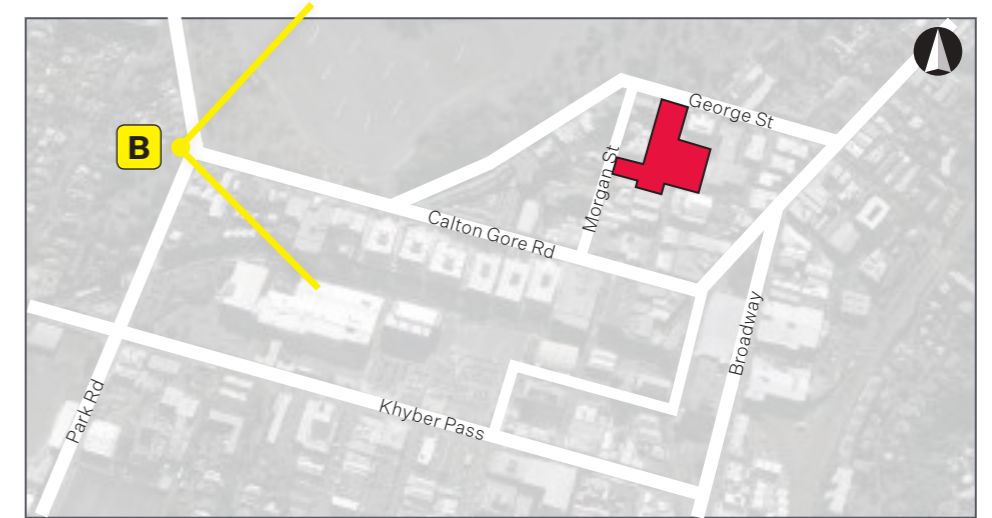 George St
B
Morgan St
Calton Gore Rd
Broadway
Park Rd
Khyber Pass